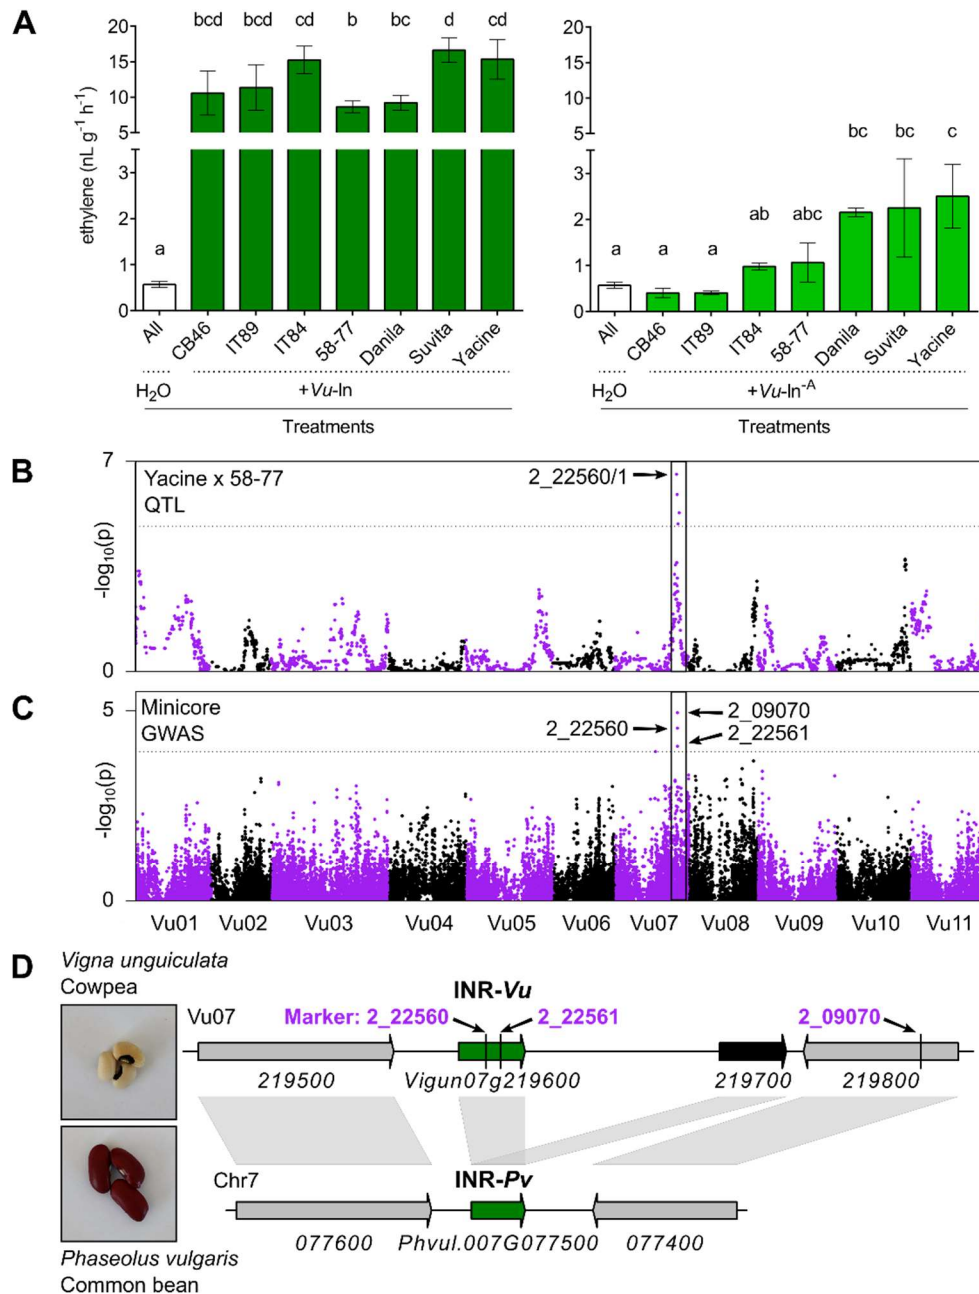 A
ethylene (nL g⁻¹ h⁻¹)
20
15
10
5
3
2
1
0
a
bcd
bcd
cd
b
bc
d
cd
All
CB46
IT89
IT84
58-77
Danila
Suvita
Yacine
H₂O
+Vu-In
Treatments
20
15
10
5
3
2
1
0
a
a
a
ab
abc
bc
bc
c
All
CB46
IT89
IT84
58-77
Danila
Suvita
Yacine
H₂O
+Vu-In⁻ᴬ
Treatments
B
7
-log₁₀(p)
0
Yacine x 58-77
QTL
2_22560/1
C
5
-log₁₀(p)
0
Minicore
GWAS
2_22560
2_09070
2_22561
Vu01 Vu02 Vu03 Vu04 Vu05 Vu06 Vu07 Vu08 Vu09 Vu10 Vu11
D
Vigna unguiculata
Cowpea
INR-Vu
Vu07
Marker: 2_22560 2_22561 2_09070
219500 Vigun07g219600 219700 219800
Chr7
INR-Pv
077600 Phvul.007G077500 077400
Phaseolus vulgaris
Common bean